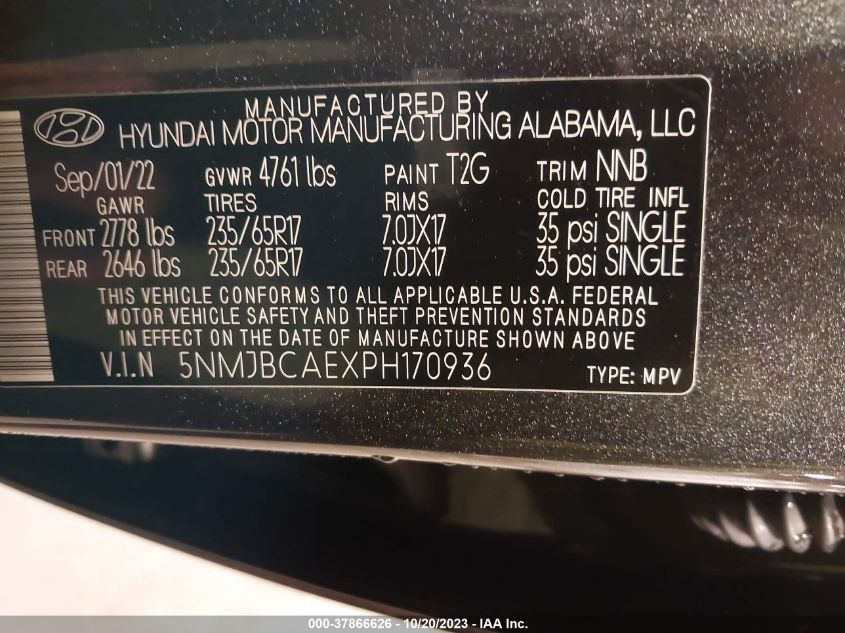 MANUFACTURED BY
HYUNDAI MOTOR MANUFACTURING ALABAMA, LLC
Sep/01/22 GVWR 4761 lbs PAINT T2G TRIM NNB
GAWR TIRES RIMS COLD TIRE INFL
FRONT 2778 lbs 235/65R17 7.0JX17 35 psi SINGLE
REAR 2646 lbs 235/65R17 7.0JX17 35 psi SINGLE
THIS VEHICLE CONFORMS TO ALL APPLICABLE U.S.A. FEDERAL
MOTOR VEHICLE SAFETY AND THEFT PREVENTION STANDARDS
IN EFFECT ON THE DATE OF MANUFACTURE SHOWN ABOVE
V.I.N 5NMJBCAEXPH170936 TYPE: MPV
000-37866626 - 10/20/2023 - IAA Inc.